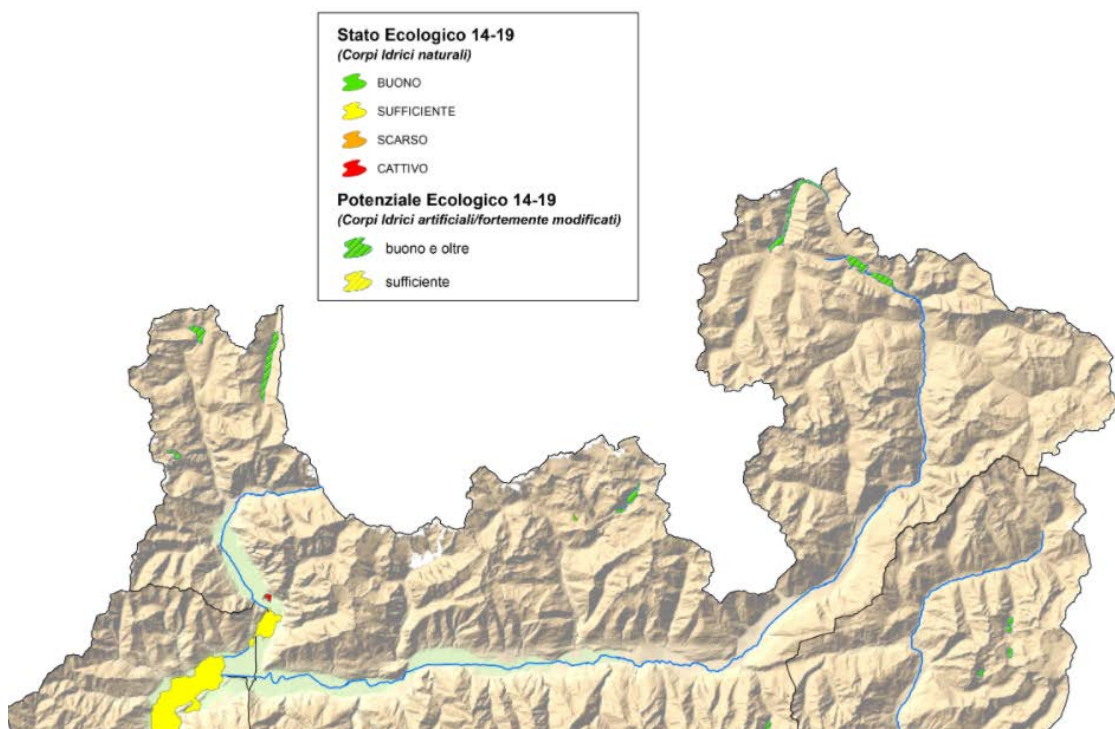 Stato Ecologico 14-19
(Corpi Idrici naturali)
BUONO
SUFFICIENTE
SCARSO
CATTIVO
Potenziale Ecologico 14-19
(Corpi Idrici artificiali/fortemente modificati)
buono e oltre
sufficiente